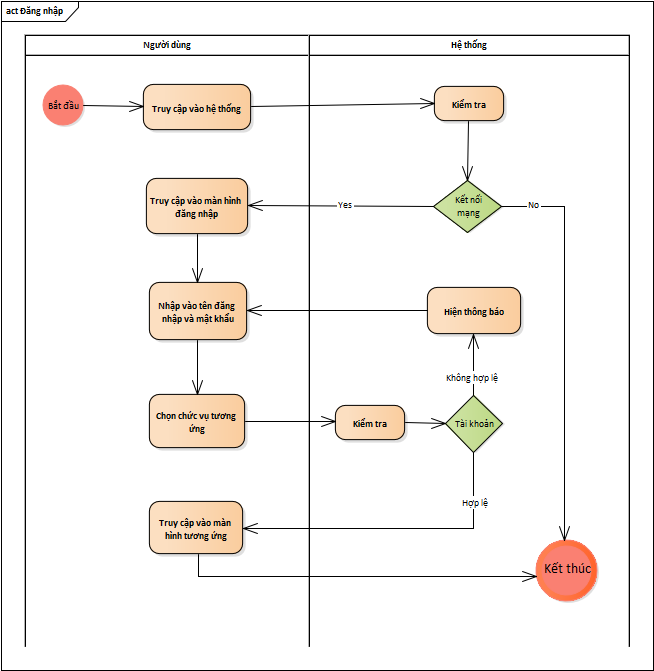 act Đăng nhập
Người dùng
Hệ thống
Bắt đầu
Truy cập vào hệ thống
Kiểm tra
Truy cập vào màn hình
đăng nhập
Yes
Kết nối
mạng
No
Nhập vào tên đăng
nhập và mật khẩu
Hiện thông báo
Không hợp lệ
Chọn chức vụ tương
ứng
Kiểm tra
Tài khoản
Hợp lệ
Truy cập vào màn
hình tương ứng
Kết thúc